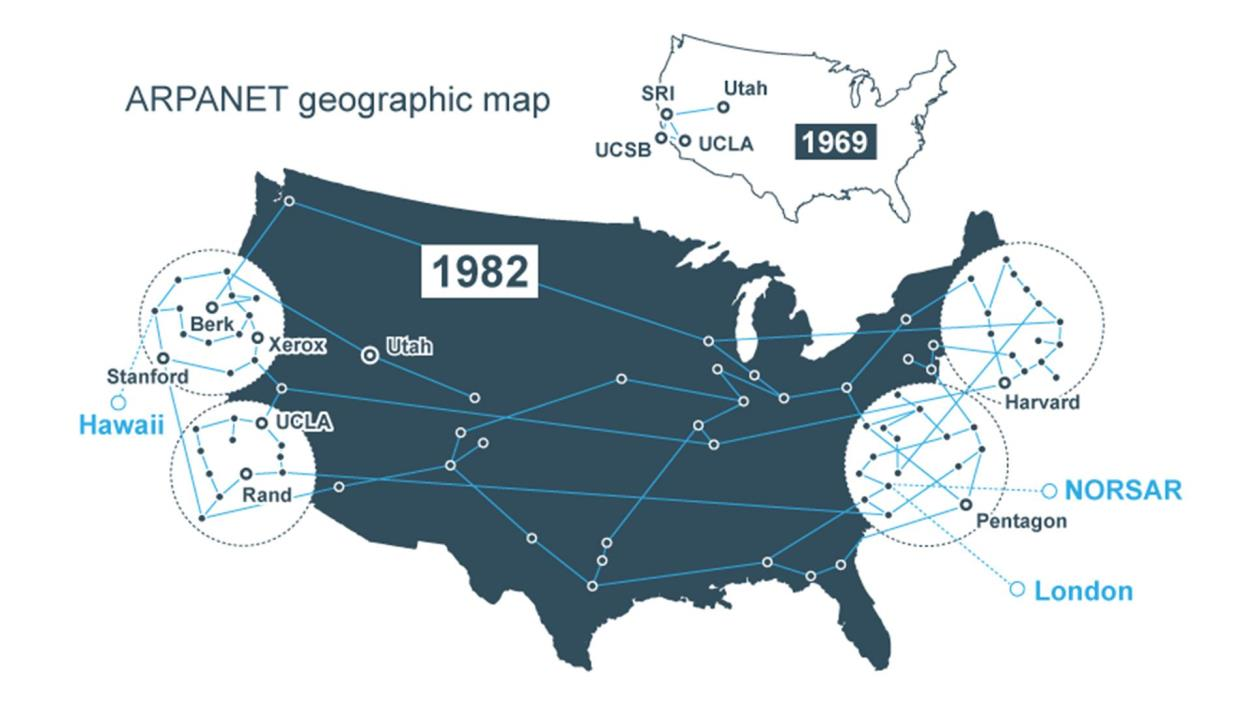 ARPANET geographic map
SRI
Utah
UCSB
UCLA
1969
1982
Berk
Xerox
Utah
Stanford
Hawaii
UCLA
Rand
Harvard
NORSAR
Pentagon
London